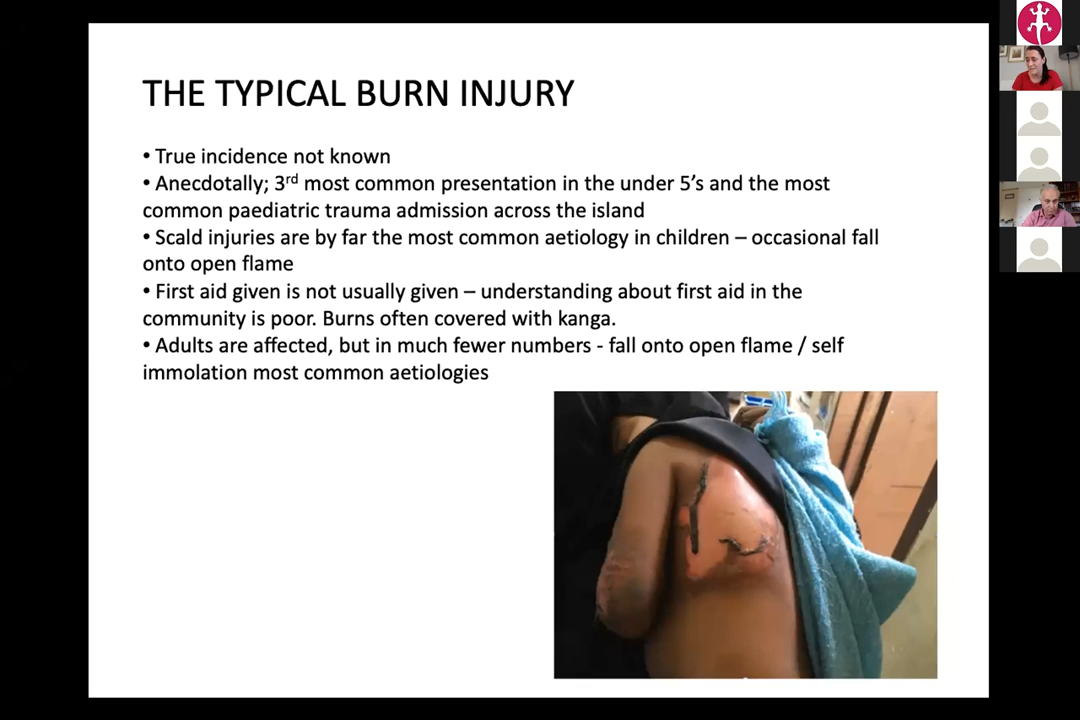 THE TYPICAL BURN INJURY
• True incidence not known
• Anecdotally; 3rd most common presentation in the under 5’s and the most
common paediatric trauma admission across the island
• Scald injuries are by far the most common aetiology in children – occasional fall
onto open flame
• First aid given is not usually given – understanding about first aid in the
community is poor. Burns often covered with kanga.
• Adults are affected, but in much fewer numbers - fall onto open flame / self
immolation most common aetiologies